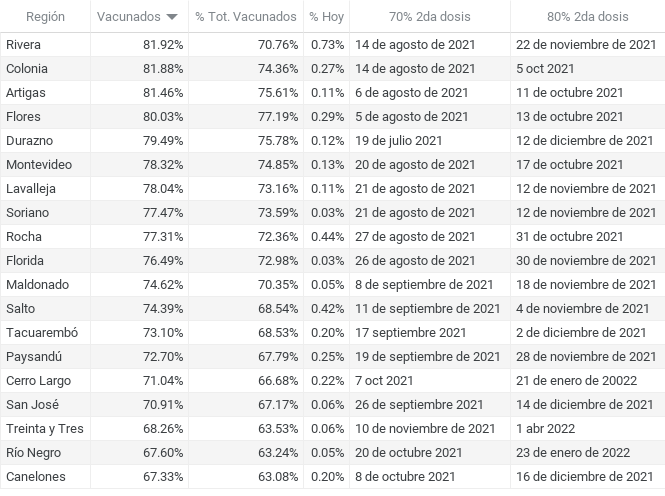 Región Vacunados % Tot. Vacunados % Hoy 70% 2da dosis 80% 2da dosis
Rivera 81.92% 70.76% 0.73% 14 de agosto de 2021 22 de noviembre de 2021
Colonia 81.88% 74.36% 0.27% 14 de agosto de 2021 5 oct 2021
Artigas 81.46% 75.61% 0.11% 6 de agosto de 2021 11 de octubre de 2021
Flores 80.03% 77.19% 0.29% 5 de agosto de 2021 13 de octubre de 2021
Durazno 79.49% 75.78% 0.12% 19 de julio 2021 12 de diciembre de 2021
Montevideo 78.32% 74.85% 0.13% 20 de agosto de 2021 17 de octubre de 2021
Lavalleja 78.04% 73.16% 0.11% 21 de agosto de 2021 12 de noviembre de 2021
Soriano 77.47% 73.59% 0.03% 21 de agosto de 2021 12 de noviembre de 2021
Rocha 77.31% 72.36% 0.44% 27 de agosto de 2021 31 de octubre de 2021
Florida 76.49% 72.98% 0.03% 26 de agosto de 2021 30 de noviembre de 2021
Maldonado 74.62% 70.35% 0.05% 8 de septiembre de 2021 18 de noviembre de 2021
Salto 74.39% 68.54% 0.42% 11 de septiembre de 2021 4 de noviembre de 2021
Tacuarembó 73.10% 68.53% 0.20% 17 septiembre de 2021 2 de diciembre de 2021
Paysandú 72.70% 67.79% 0.25% 19 de septiembre de 2021 28 de noviembre de 2021
Cerro Largo 71.04% 66.68% 0.22% 7 oct 2021 21 de enero de 20022
San José 70.91% 67.17% 0.06% 26 de septiembre de 2021 14 de diciembre de 2021
Treinta y Tres 68.26% 63.53% 0.06% 10 de noviembre de 2021 1 abr 2022
Río Negro 67.60% 63.24% 0.05% 20 de octubre de 2021 23 de enero de 2022
Canelones 67.33% 63.08% 0.20% 8 de octubre de 2021 16 de diciembre de 2021